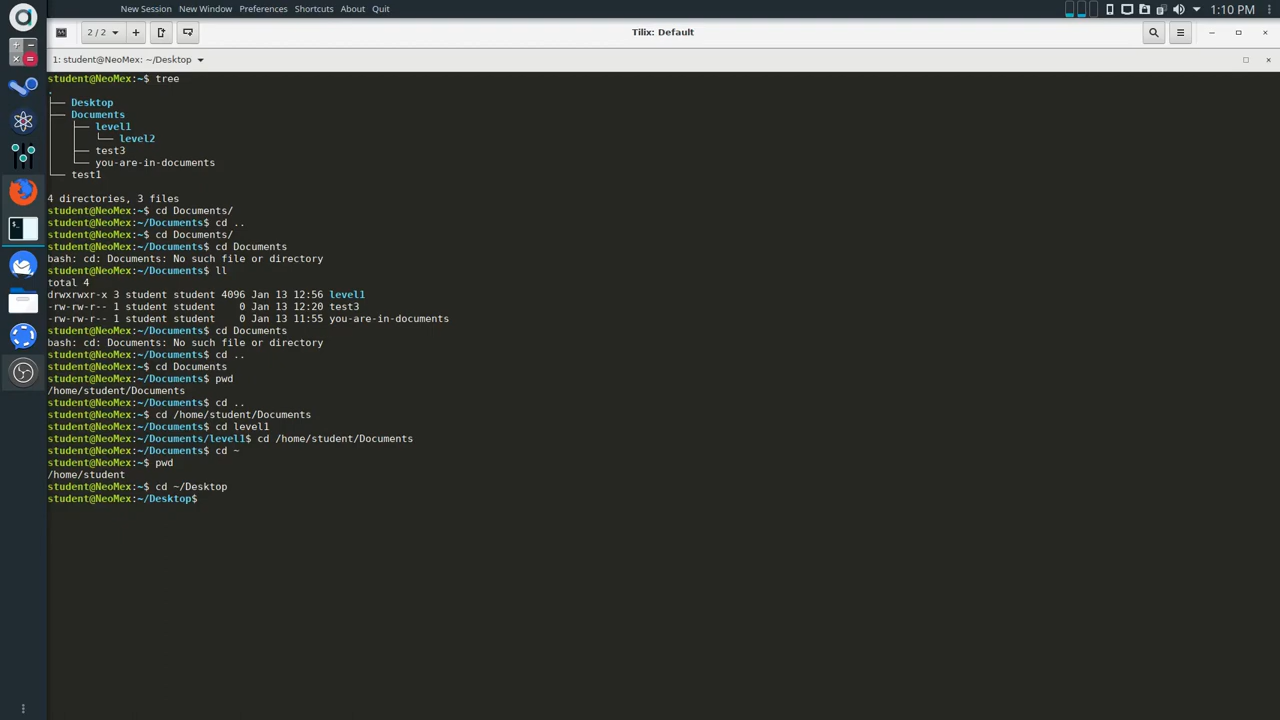 New Session New Window Preferences Shortcuts About Quit 1:10 PM
2 / 2 Tilix: Default
1: student@NeoMex: ~/Desktop
student@NeoMex:~$ tree
.
├── Desktop
├── Documents
│   ├── level1
│   │   └── level2
│   ├── test3
│   └── you-are-in-documents
└── test1
4 directories, 3 files
student@NeoMex:~$ cd Documents/
student@NeoMex:~/Documents$ cd ..
student@NeoMex:~$ cd Documents/
student@NeoMex:~/Documents$ cd Documents
bash: cd: Documents: No such file or directory
student@NeoMex:~/Documents$ ll
total 4
drwxrwxr-x 3 student student 4096 Jan 13 12:56 level1
-rw-rw-r-- 1 student student    0 Jan 13 12:20 test3
-rw-rw-r-- 1 student student    0 Jan 13 11:55 you-are-in-documents
student@NeoMex:~/Documents$ cd Documents
bash: cd: Documents: No such file or directory
student@NeoMex:~/Documents$ cd ..
student@NeoMex:~$ cd Documents
student@NeoMex:~/Documents$ pwd
/home/student/Documents
student@NeoMex:~/Documents$ cd ..
student@NeoMex:~$ cd /home/student/Documents
student@NeoMex:~/Documents$ cd level1
student@NeoMex:~/Documents/level1$ cd /home/student/Documents
student@NeoMex:~/Documents$ cd ~
student@NeoMex:~$ pwd
/home/student
student@NeoMex:~$ cd ~/Desktop
student@NeoMex:~/Desktop$